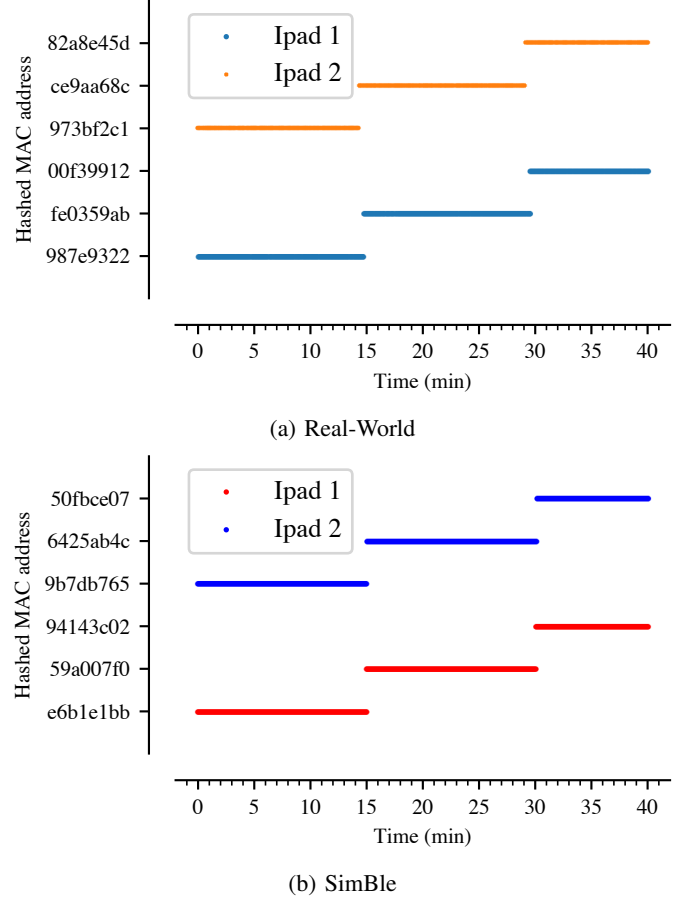 Hashed MAC address
82a8e45d
ce9aa68c
973bf2c1
00f39912
fe0359ab
987e9322
Ipad 1
Ipad 2
0 5 10 15 20 25 30 35 40
Time (min)
(a) Real-World
Hashed MAC address
50fbce07
6425ab4c
9b7db765
94143c02
59a007f0
e6b1e1bb
Ipad 1
Ipad 2
0 5 10 15 20 25 30 35 40
Time (min)
(b) SimBle